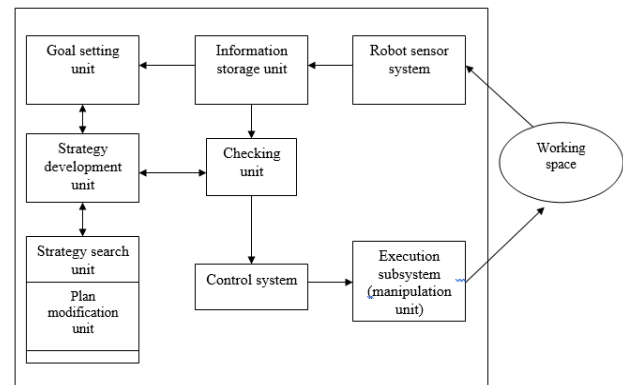 Goal setting
unit
Information
storage unit
Robot sensor
system
Strategy
development
unit
Checking
unit
Working
space
Strategy search
unit
Plan
modification
unit
Control system
Execution
subsystem
(manipulation
unit)